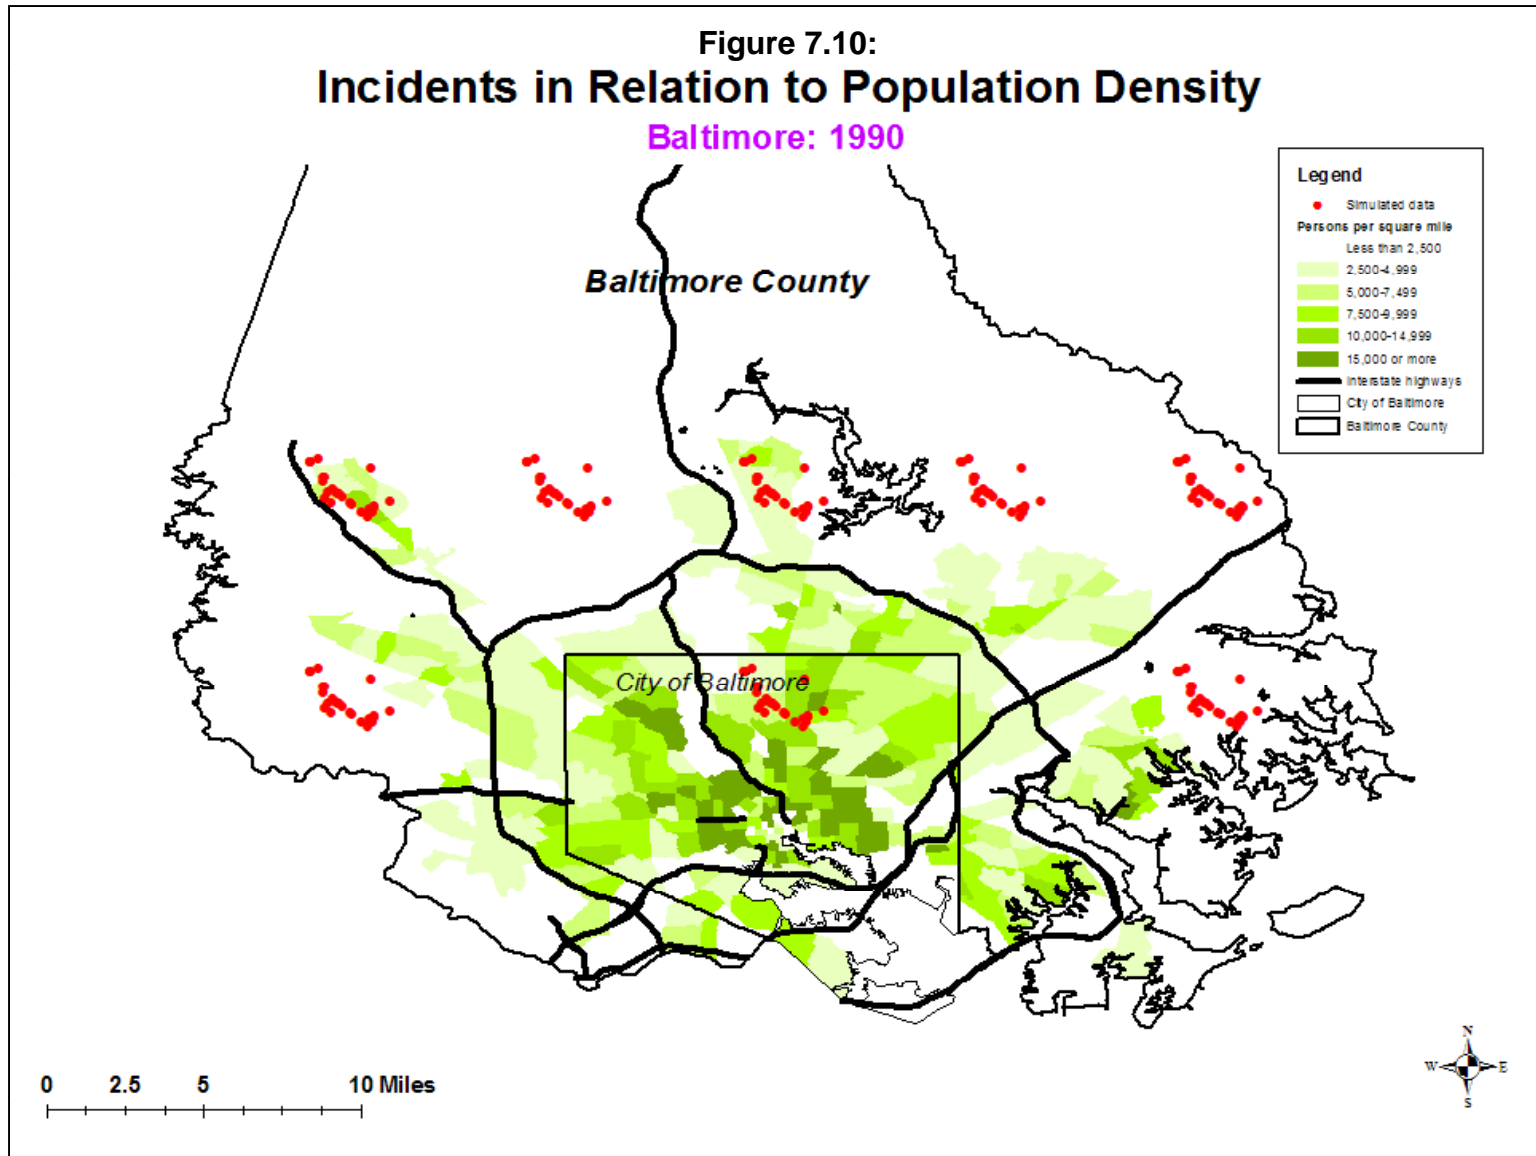 Figure 7.10:
Incidents in Relation to Population Density
Baltimore: 1990
Legend
Simulated data
Persons per square mile
Less than 2,500
2,500-4,999
5,000-7,499
7,500-9,999
10,000-14,999
15,000 or more
Interstate highways
City of Baltimore
Baltimore County
Baltimore County
City of Baltimore
0 2.5 5 10 Miles
N
W E
S